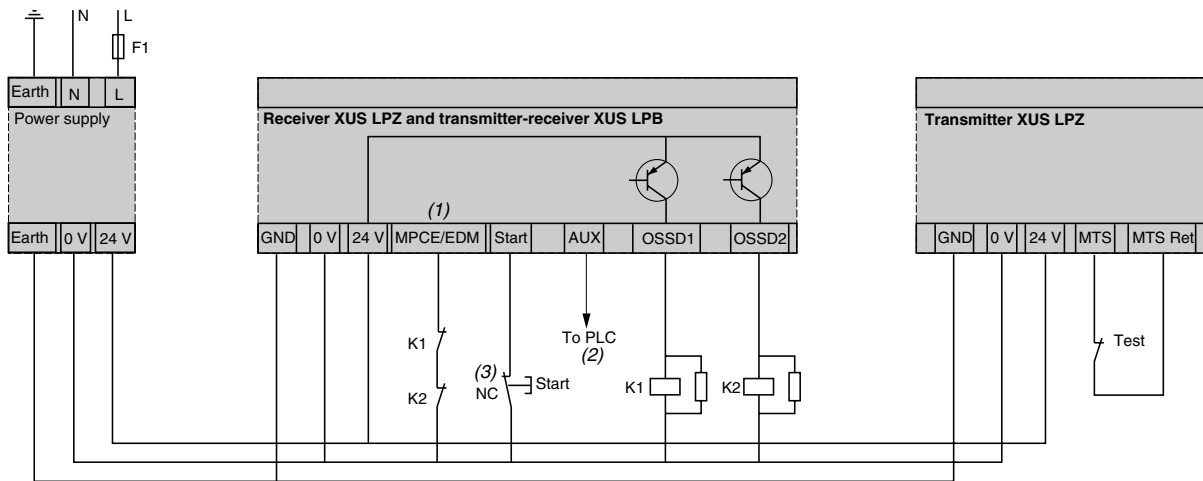 N L
F1
Earth N L
Power supply
Earth 0 V 24 V
Receiver XUS LPZ and transmitter-receiver XUS LPB
(1)
GND 0 V 24 V MPCE/EDM Start AUX OSSD1 OSSD2
Transmitter XUS LPZ
GND 0 V 24 V MTS MTS Ret
K1
K2
(3)
NC
Start
To PLC
(2)
K1
K2
Test